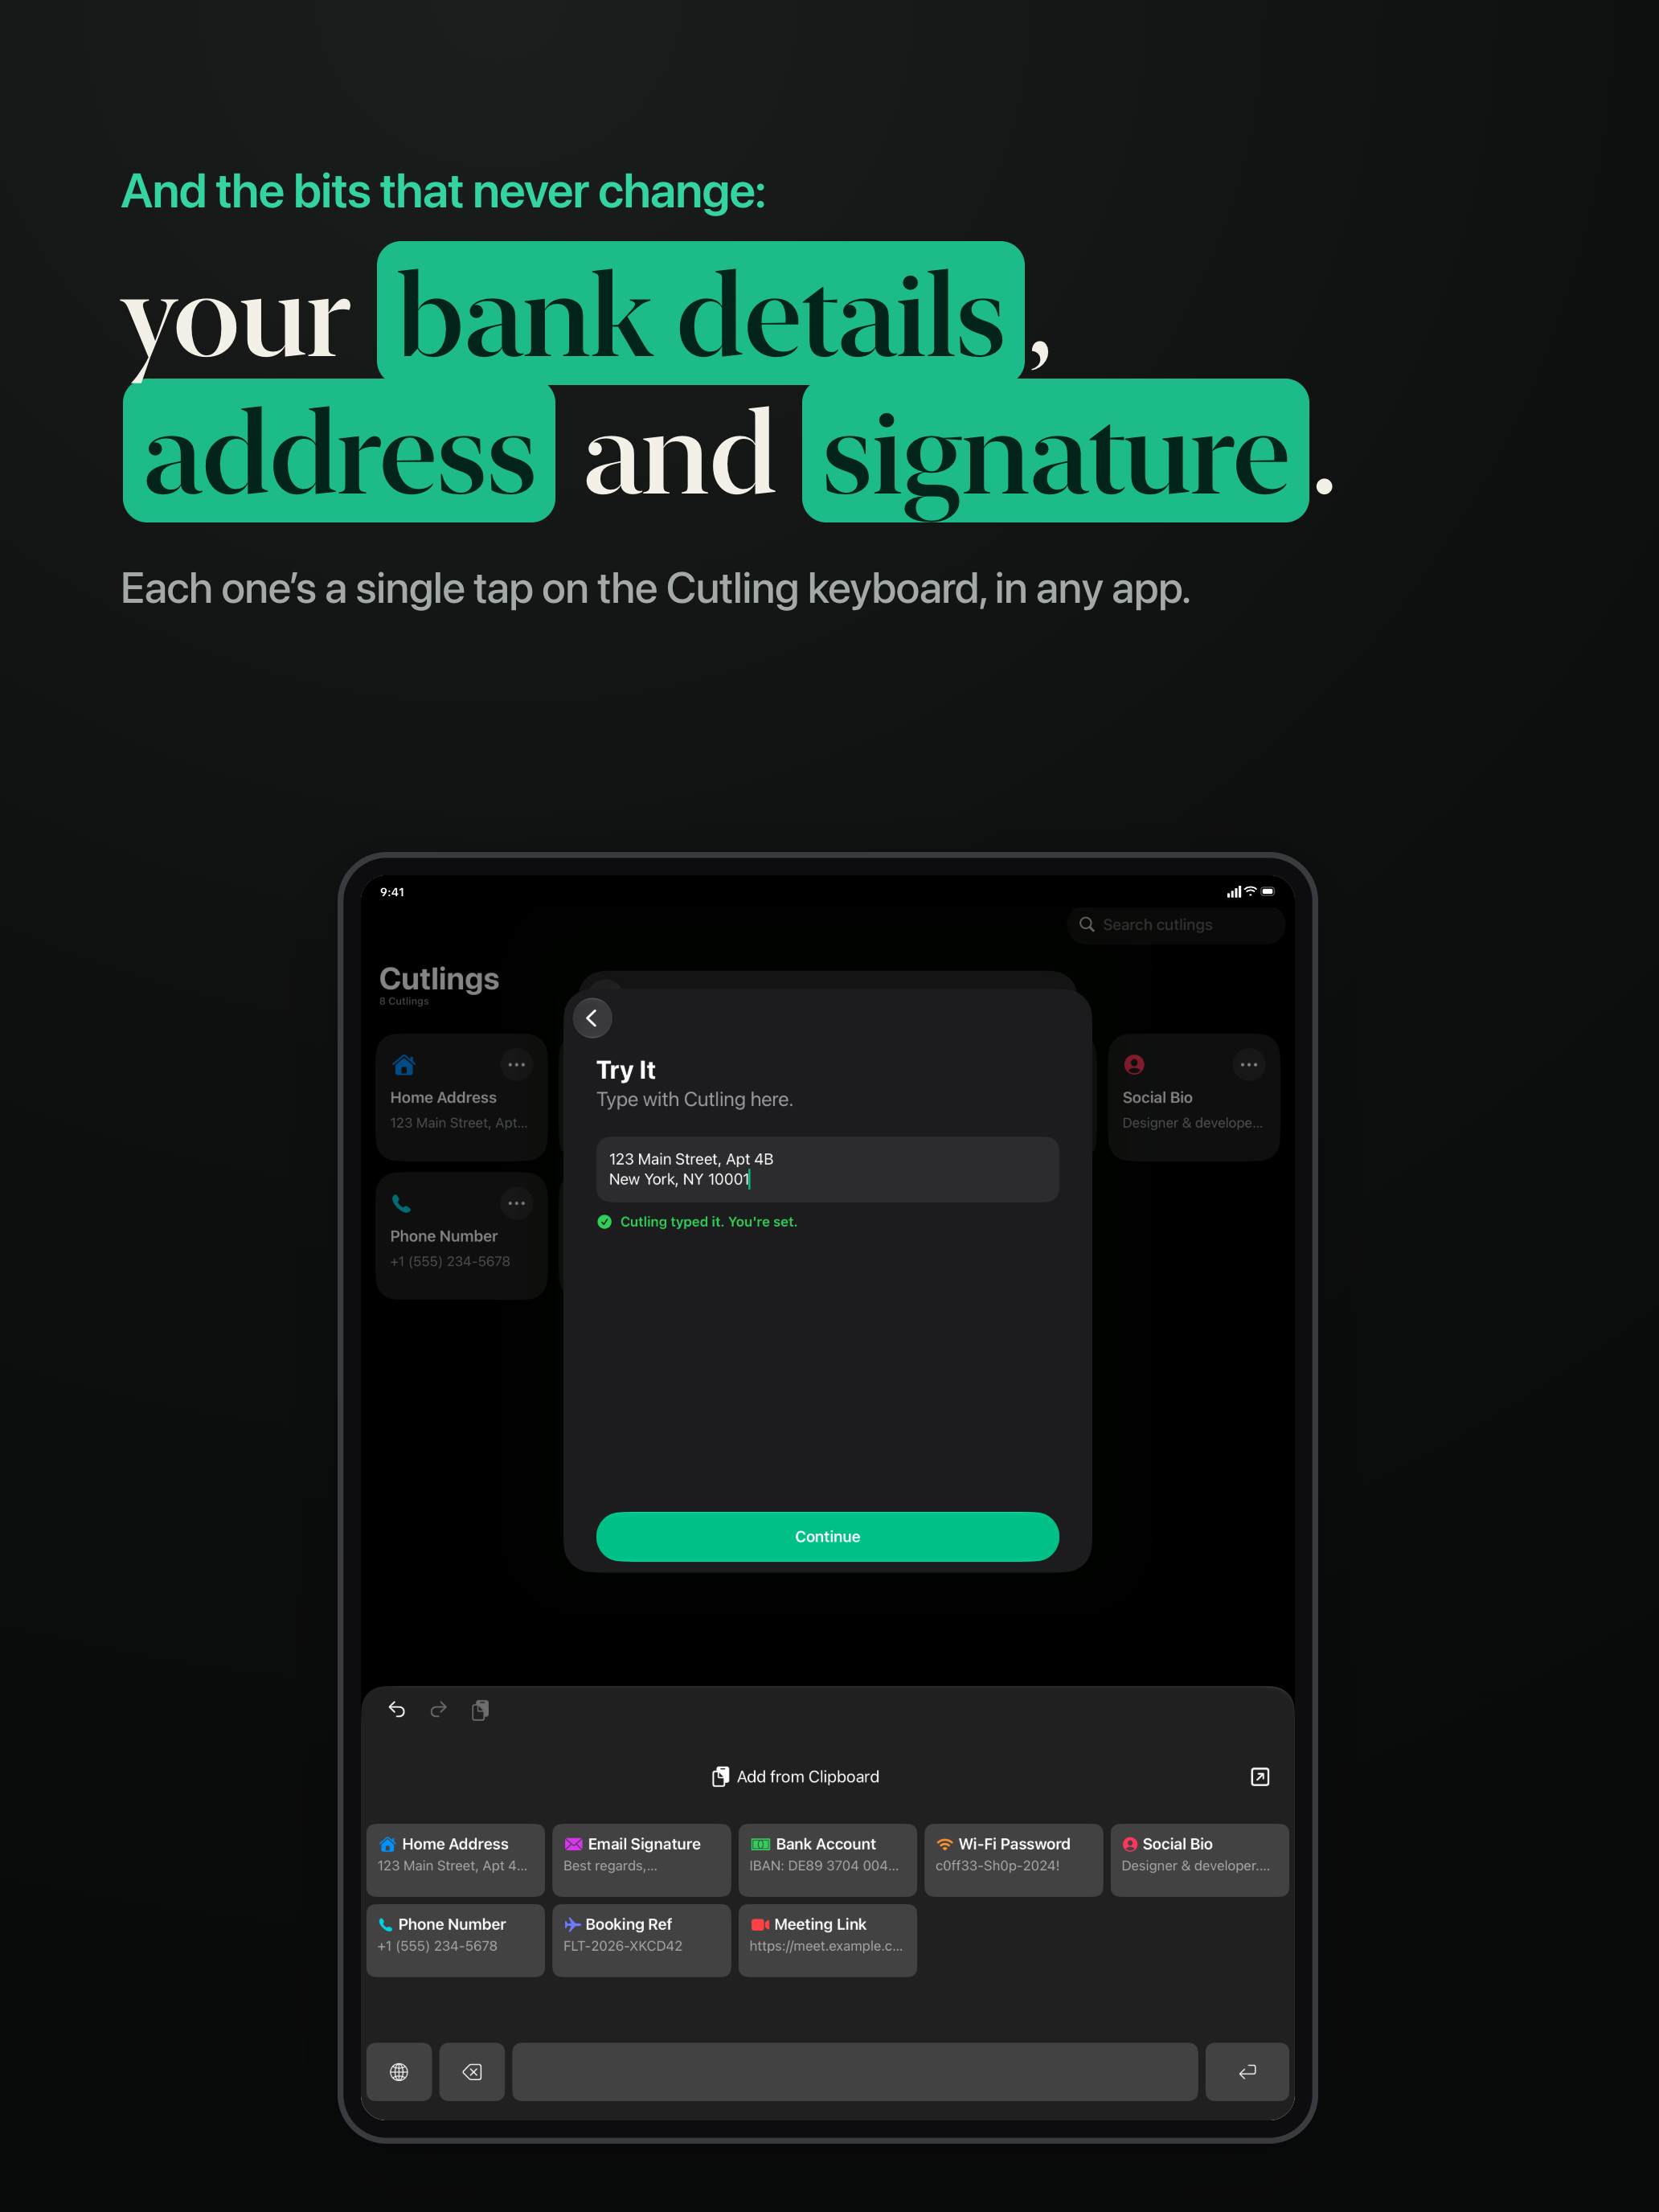 And the bits that never change:
your bank details,
address and signature.
Each one’s a single tap on the Cutling keyboard, in any app.
9:41
Search cutlings
Cutlings
8 Cutlings
Home Address
123 Main Street, Apt...
Phone Number
+1 (555) 234-5678
Try It
Type with Cutling here.
123 Main Street, Apt 4B
New York, NY 10001
Cutling typed it. You're set.
Continue
Social Bio
Designer & develope...
Add from Clipboard
Home Address
123 Main Street, Apt 4...
Email Signature
Best regards,...
Bank Account
IBAN: DE89 3704 004...
Wi-Fi Password
c0ff33-Sh0p-2024!
Social Bio
Designer & developer....
Phone Number
+1 (555) 234-5678
Booking Ref
FLT-2026-XKCD42
Meeting Link
https://meet.example.c...